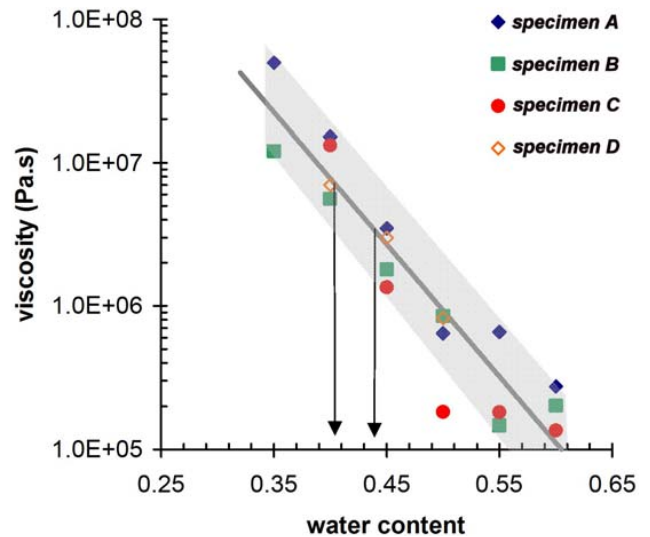 1.0E+08
1.0E+07
1.0E+06
1.0E+05
viscosity (Pa.s)
0.25 0.35 0.45 0.55 0.65
water content
specimen A
specimen B
specimen C
specimen D